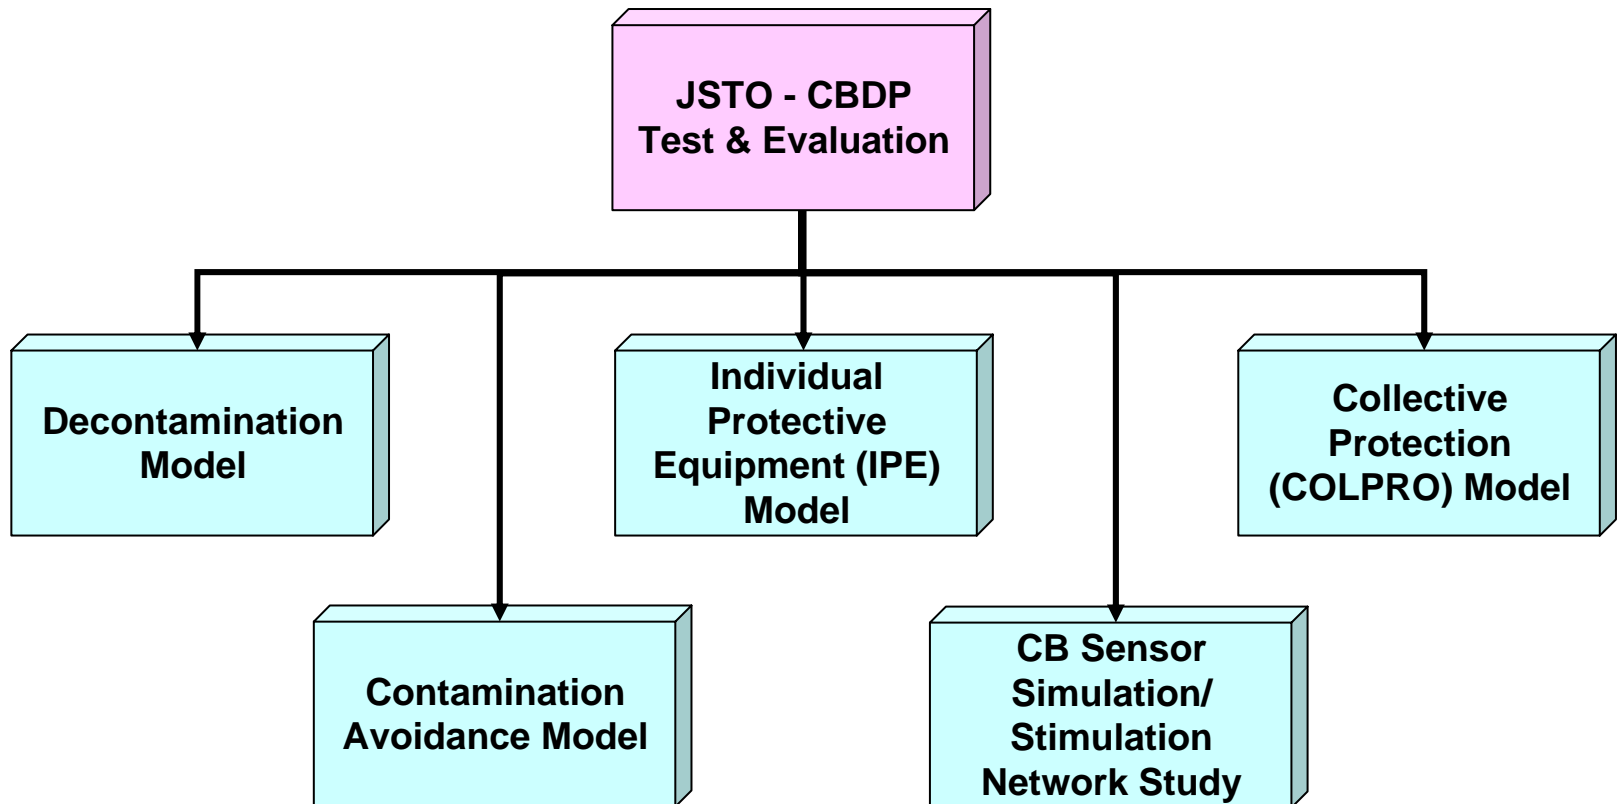 JSTO - CBDP
Test & Evaluation
Decontamination
Model
Individual
Protective
Equipment (IPE)
Model
Collective
Protection
(COLPRO) Model
Contamination
Avoidance Model
CB Sensor
Simulation/
Stimulation
Network Study